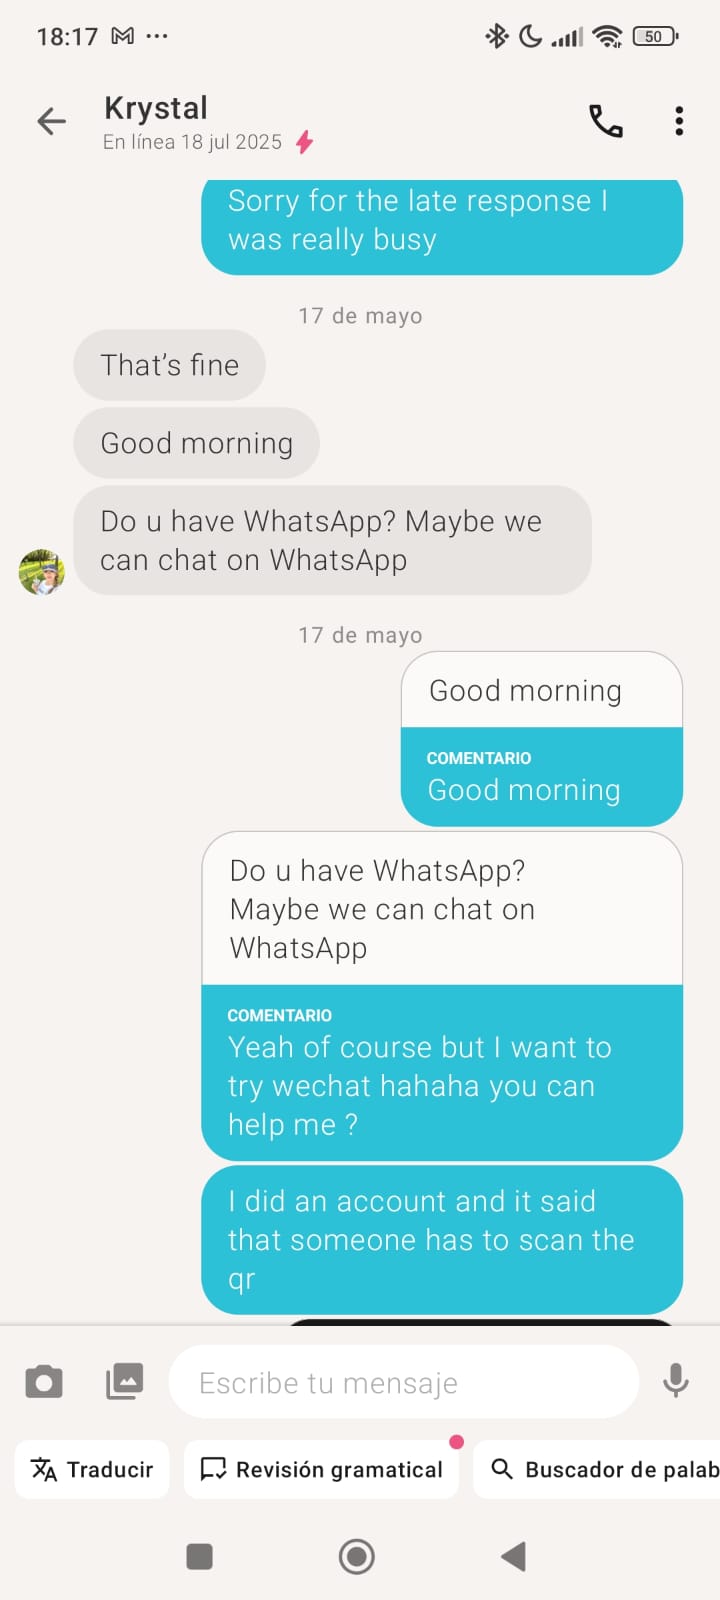 18:17
50
Krystal
En línea 18 jul 2025
Sorry for the late response I
was really busy
17 de mayo
That’s fine
Good morning
Do u have WhatsApp? Maybe we
can chat on WhatsApp
17 de mayo
Good morning
COMENTARIO
Good morning
Do u have WhatsApp?
Maybe we can chat on
WhatsApp
COMENTARIO
Yeah of course but I want to
try wechat hahaha you can
help me ?
I did an account and it said
that someone has to scan the
qr
Escribe tu mensaje
Traducir
Revisión gramatical
Buscador de palab